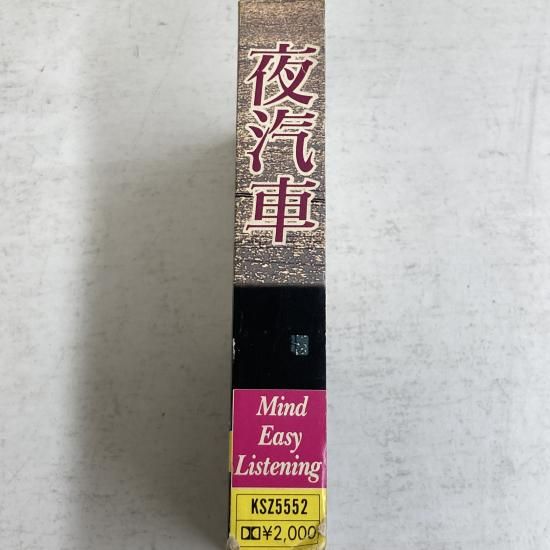 夜汽車
Mind
Easy
Listening
KSZ5552
¥2,000